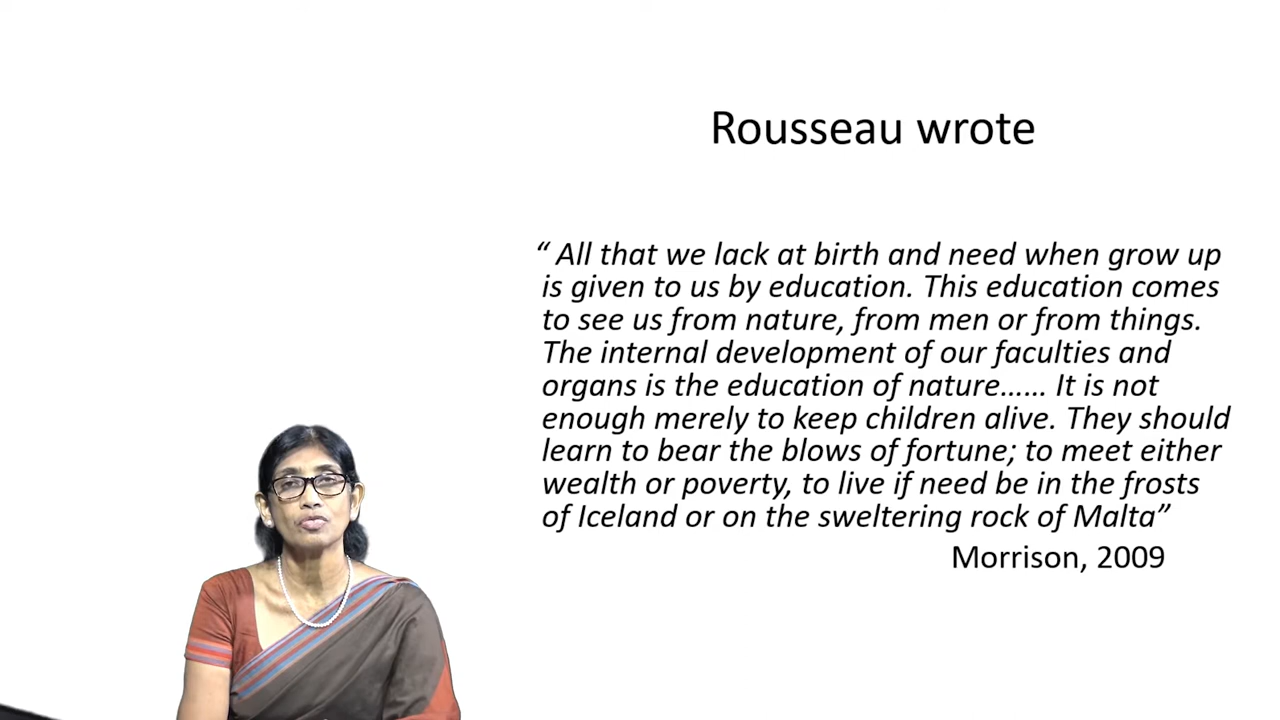 Rousseau wrote
“ All that we lack at birth and need when grow up
is given to us by education. This education comes
to see us from nature, from men or from things.
The internal development of our faculties and
organs is the education of nature…… It is not
enough merely to keep children alive. They should
learn to bear the blows of fortune; to meet either
wealth or poverty, to live if need be in the frosts
of Iceland or on the sweltering rock of Malta”
Morrison, 2009